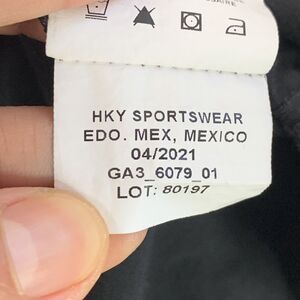 HKY SPORTSWEAR
EDO. MEX, MEXICO
04/2021
GA3_6079_01
LOT: 80197